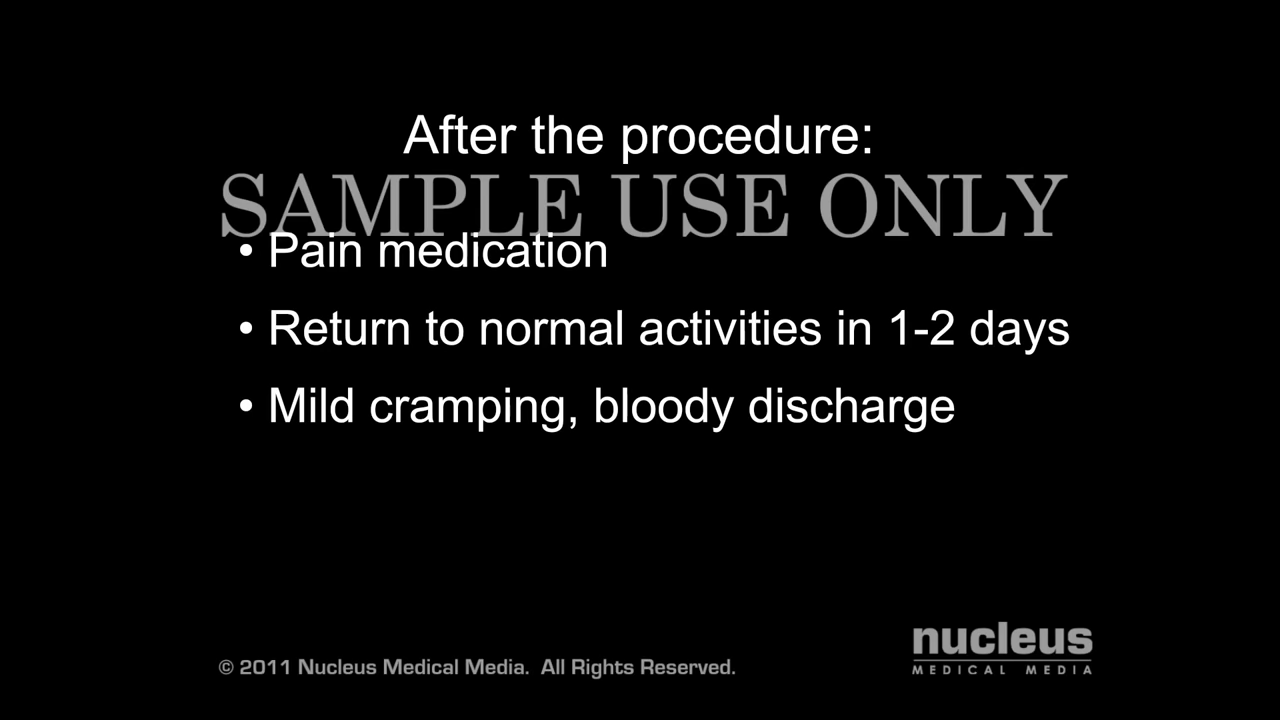 After the procedure:
SAMPLE USE ONLY
• Pain medication
• Return to normal activities in 1-2 days
• Mild cramping, bloody discharge
nucleus
MEDICAL MEDIA
© 2011 Nucleus Medical Media. All Rights Reserved.